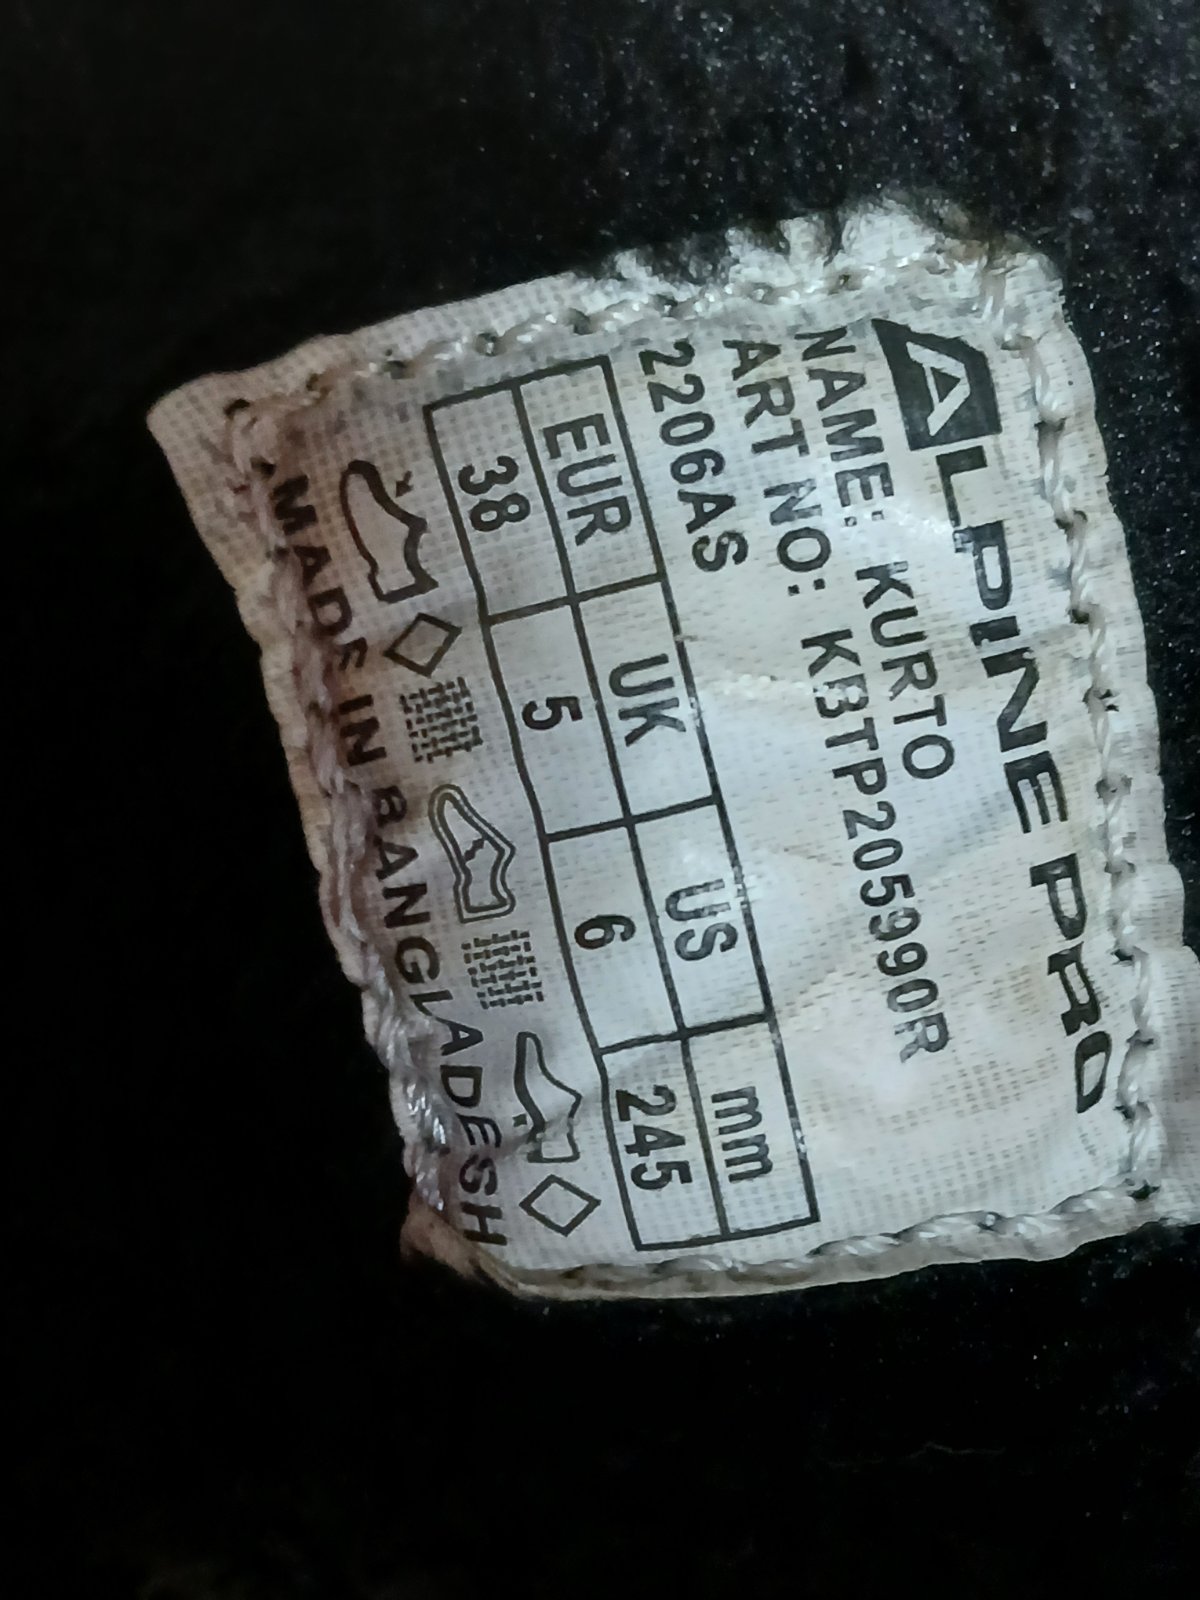 ALPINE PRO
NAME: KURTO
ART NO: KBTP205990R
2206AS
EUR UK US mm
38 5 6 245
MADE IN BANGLADESH